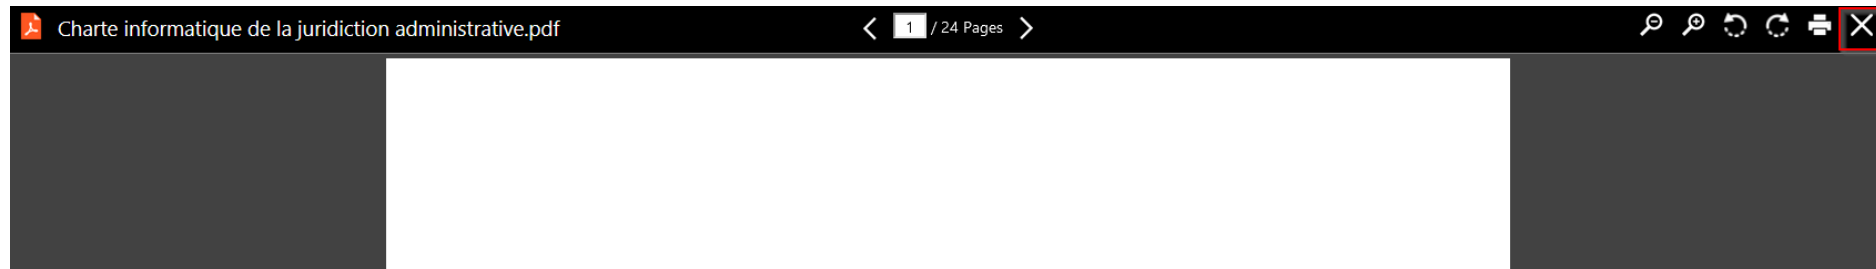 Charte informatique de la juridiction administrative.pdf
1 / 24 Pages